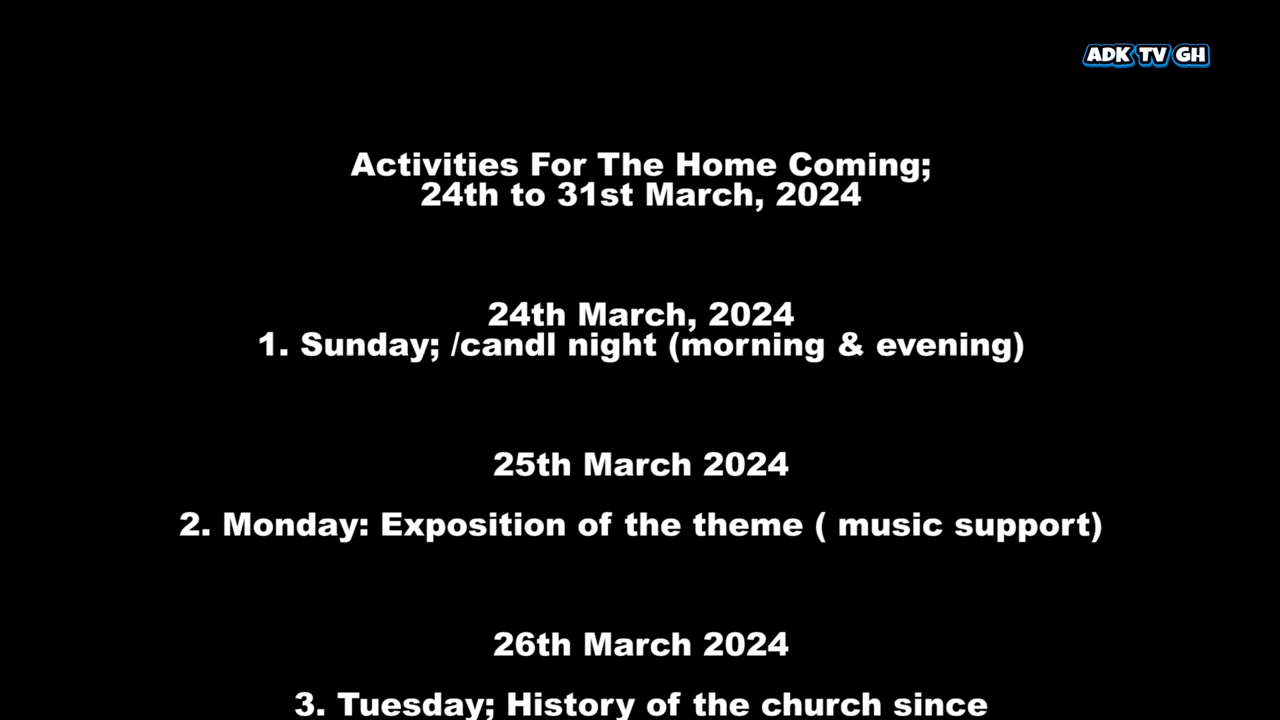 ADK TV GH
Activities For The Home Coming;
24th to 31st March, 2024
24th March, 2024
1. Sunday; /candl night (morning & evening)
25th March 2024
2. Monday: Exposition of the theme ( music support)
26th March 2024
3. Tuesday; History of the church since